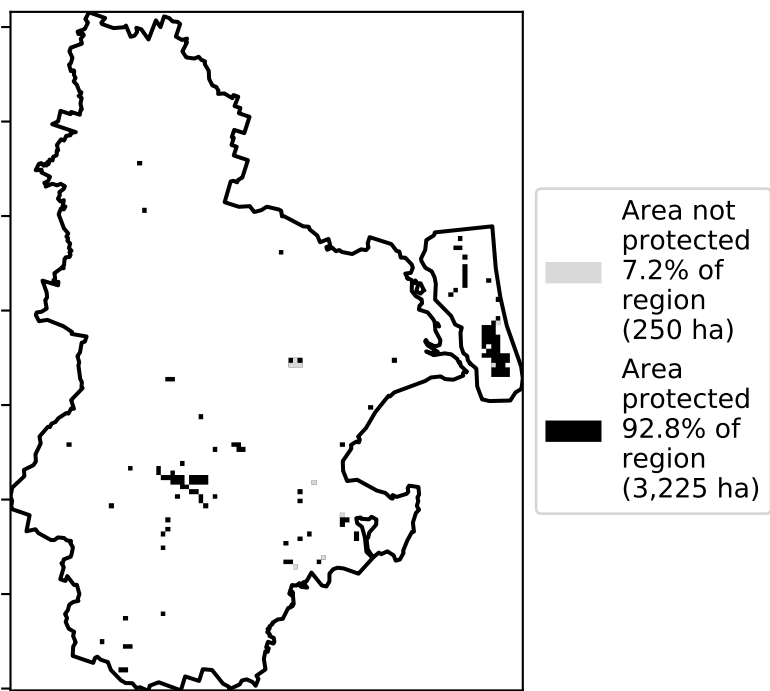 Area not
protected
7.2% of
region
(250 ha)
Area
protected
92.8% of
region
(3,225 ha)